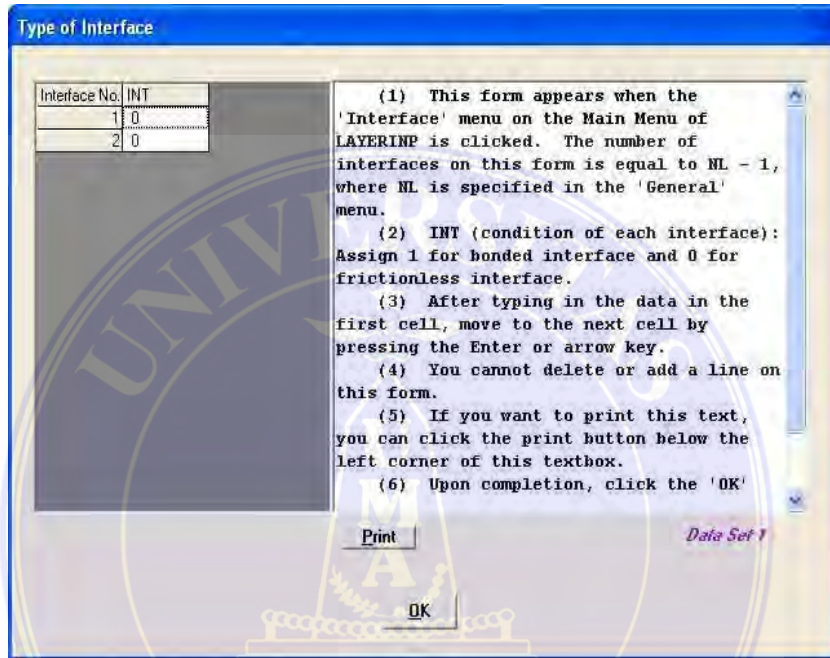 Type of Interface
Interface No. INT
1 0
2 0
(1) This form appears when the
'Interface' menu on the Main Menu of
LAYERINP is clicked. The number of
interfaces on this form is equal to NL - 1,
where NL is specified in the 'General'
menu.
(2) INT (condition of each interface):
Assign 1 for bonded interface and 0 for
frictionless interface.
(3) After typing in the data in the
first cell, move to the next cell by
pressing the Enter or arrow key.
(4) You cannot delete or add a line on
this form.
(5) If you want to print this text,
you can click the print button below the
left corner of this textbox.
(6) Upon completion, click the 'OK'
Print
Data Set 1
OK
UNIVERSITAS
UMA